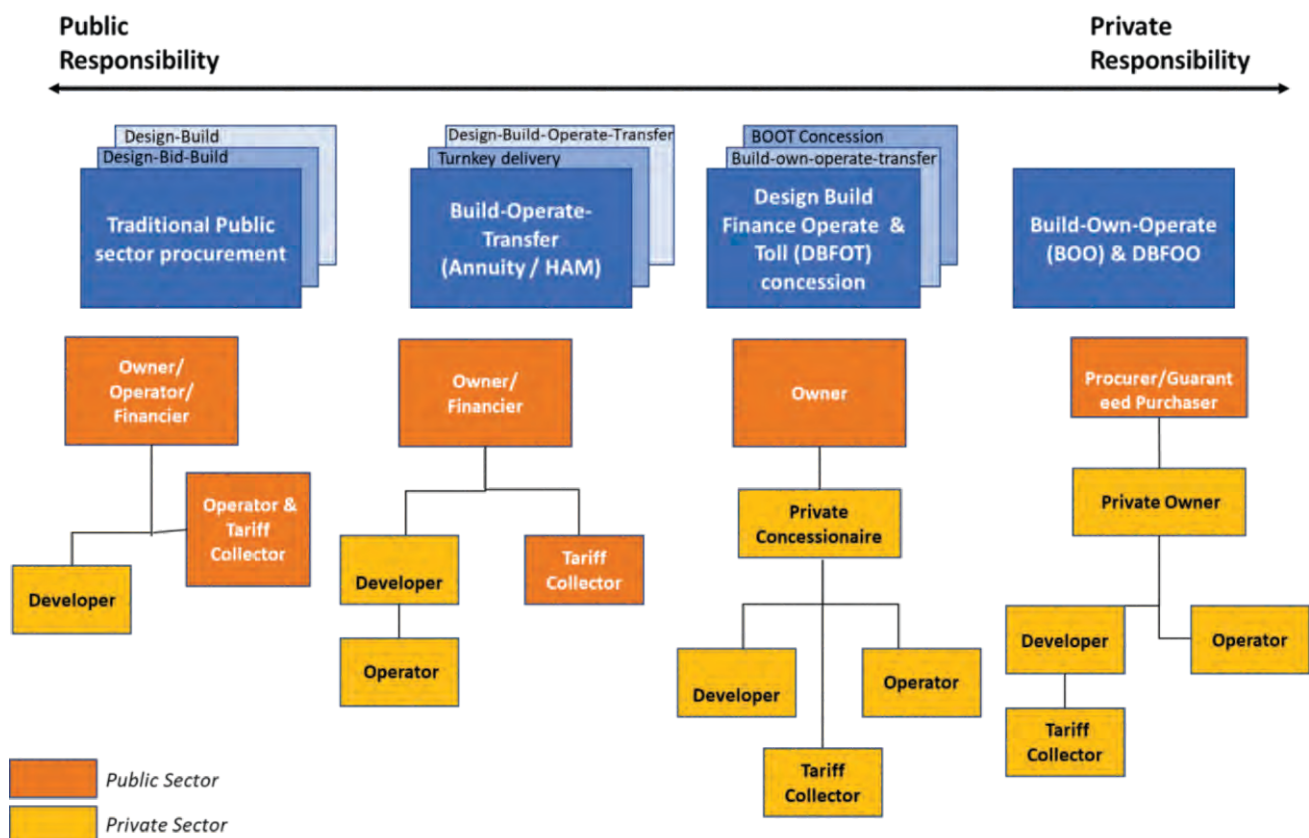 Public
Responsibility
Private
Responsibility
Design-Build
Design-Bid-Build
Traditional Public
sector procurement
Design-Build-Operate-Transfer
Turnkey delivery
Build-Operate-
Transfer
(Annuity / HAM)
BOOT Concession
Build-own-operate-transfer
Design Build
Finance Operate &
Toll (DBFOT)
concession
Build-Own-Operate
(BOO) & DBFOO
Owner/
Operator/
Financier
Operator &
Tariff
Collector
Developer
Owner/
Financier
Developer
Tariff
Collector
Operator
Owner
Private
Concessionaire
Developer
Operator
Tariff
Collector
Procurer/Guarant
eed Purchaser
Private Owner
Developer
Operator
Tariff
Collector
Public Sector
Private Sector